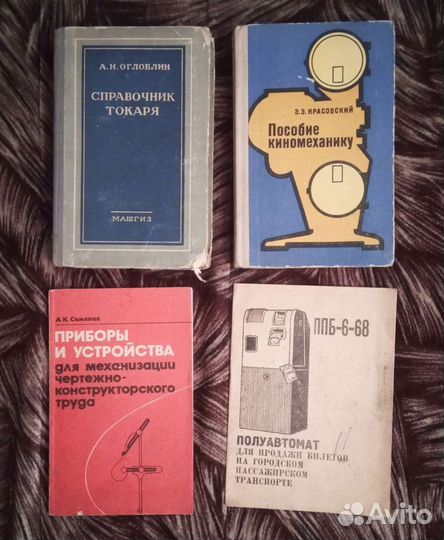 А.Н.ОГЛОБЛИН
СПРАВОЧНИК
ТОКАРЯ
МАШГИЗ
Э.Э.КРАСОВСКИЙ
Пособие
киномеханику
А.К.Семенов
ПРИБОРЫ
И УСТРОЙСТВА
для механизации
чертежно-
конструкторского
труда
ППБ-6-68
ПОЛУАВТОМАТ
ДЛЯ ПРОДАЖИ БИЛЕТОВ
НА ГОРОДСКОМ
ПАССАЖИРСКОМ
ТРАНСПОРТЕ
Avito